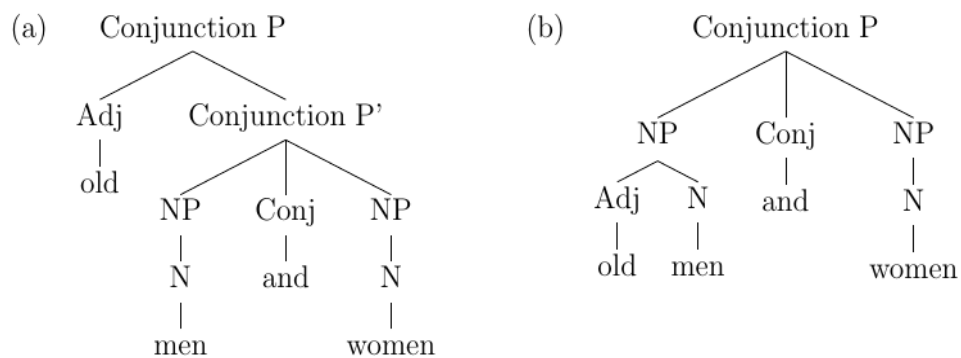 (a) Conjunction P (b) Conjunction P
Adj Conjunction P' NP Conj NP
old NP Conj NP Adj N and N
N and N old men women
men women